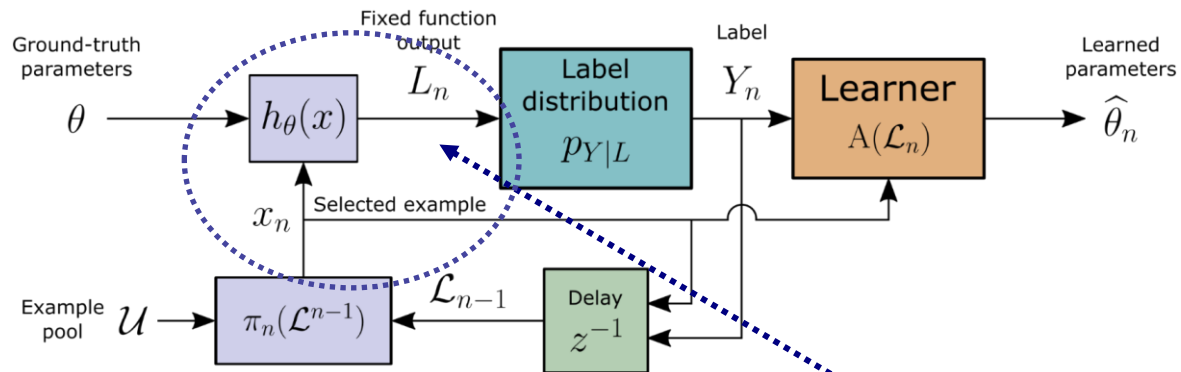 Ground-truth
parameters
θ
h_θ(x)
Fixed function
output
L_n
Label
distribution
p_{Y|L}
Label
Y_n
Learner
A(𝓛_n)
Learned
parameters
θ̂_n
x_n
Selected example
Example
pool
𝒰
π_n(𝓛^{n−1})
𝓛_{n−1}
Delay
z^{−1}